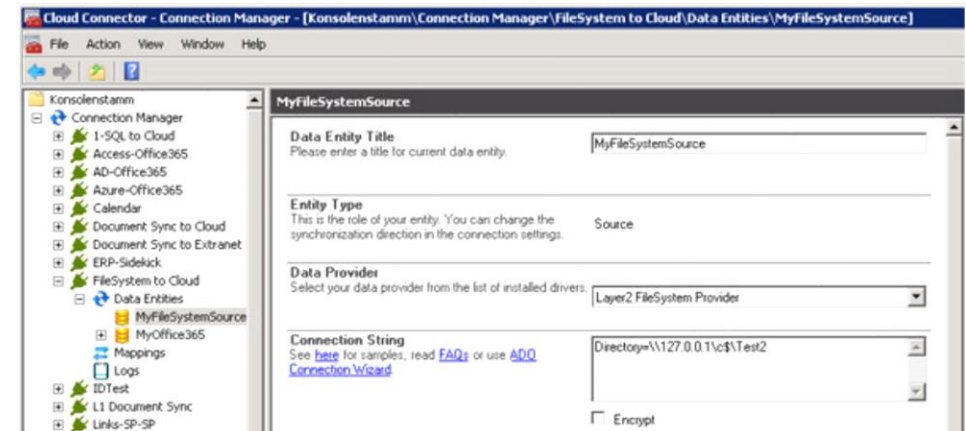 Cloud Connector - Connection Manager - [Konsolenstamm\Connection Manager\FileSystem to Cloud\Data Entities\MyFileSystemSource]
File Action View Window Help
Konsolenstamm
Connection Manager
1-SQL to Cloud
Access-Office365
AD-Office365
Azure-Office365
Calendar
Document Sync to Cloud
Document Sync to Extranet
ERP-Sidekick
FileSystem to Cloud
Data Entities
MyFileSystemSource
MyOffice365
Mappings
Logs
IDTest
L1 Document Sync
Links-SP-SP
MyFileSystemSource
Data Entity Title
Please enter a title for current data entity.
MyFileSystemSource
Entity Type
This is the role of your entity. You can change the
synchronization direction in the connection settings.
Source
Data Provider
Select your data provider from the list of installed drivers.
Layer2 FileSystem Provider
Connection String
See here for samples, read FAQs or use ADO
Connection Wizard.
Directory=\\127.0.0.1\c$\Test2
Encrypt